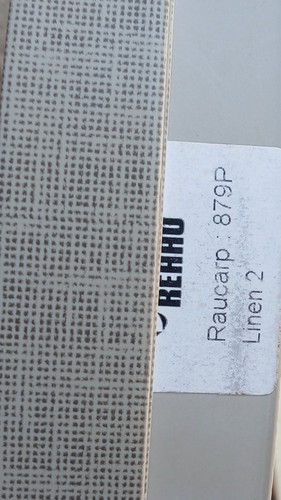 REHAU
Raucarp : 879P
Linen 2